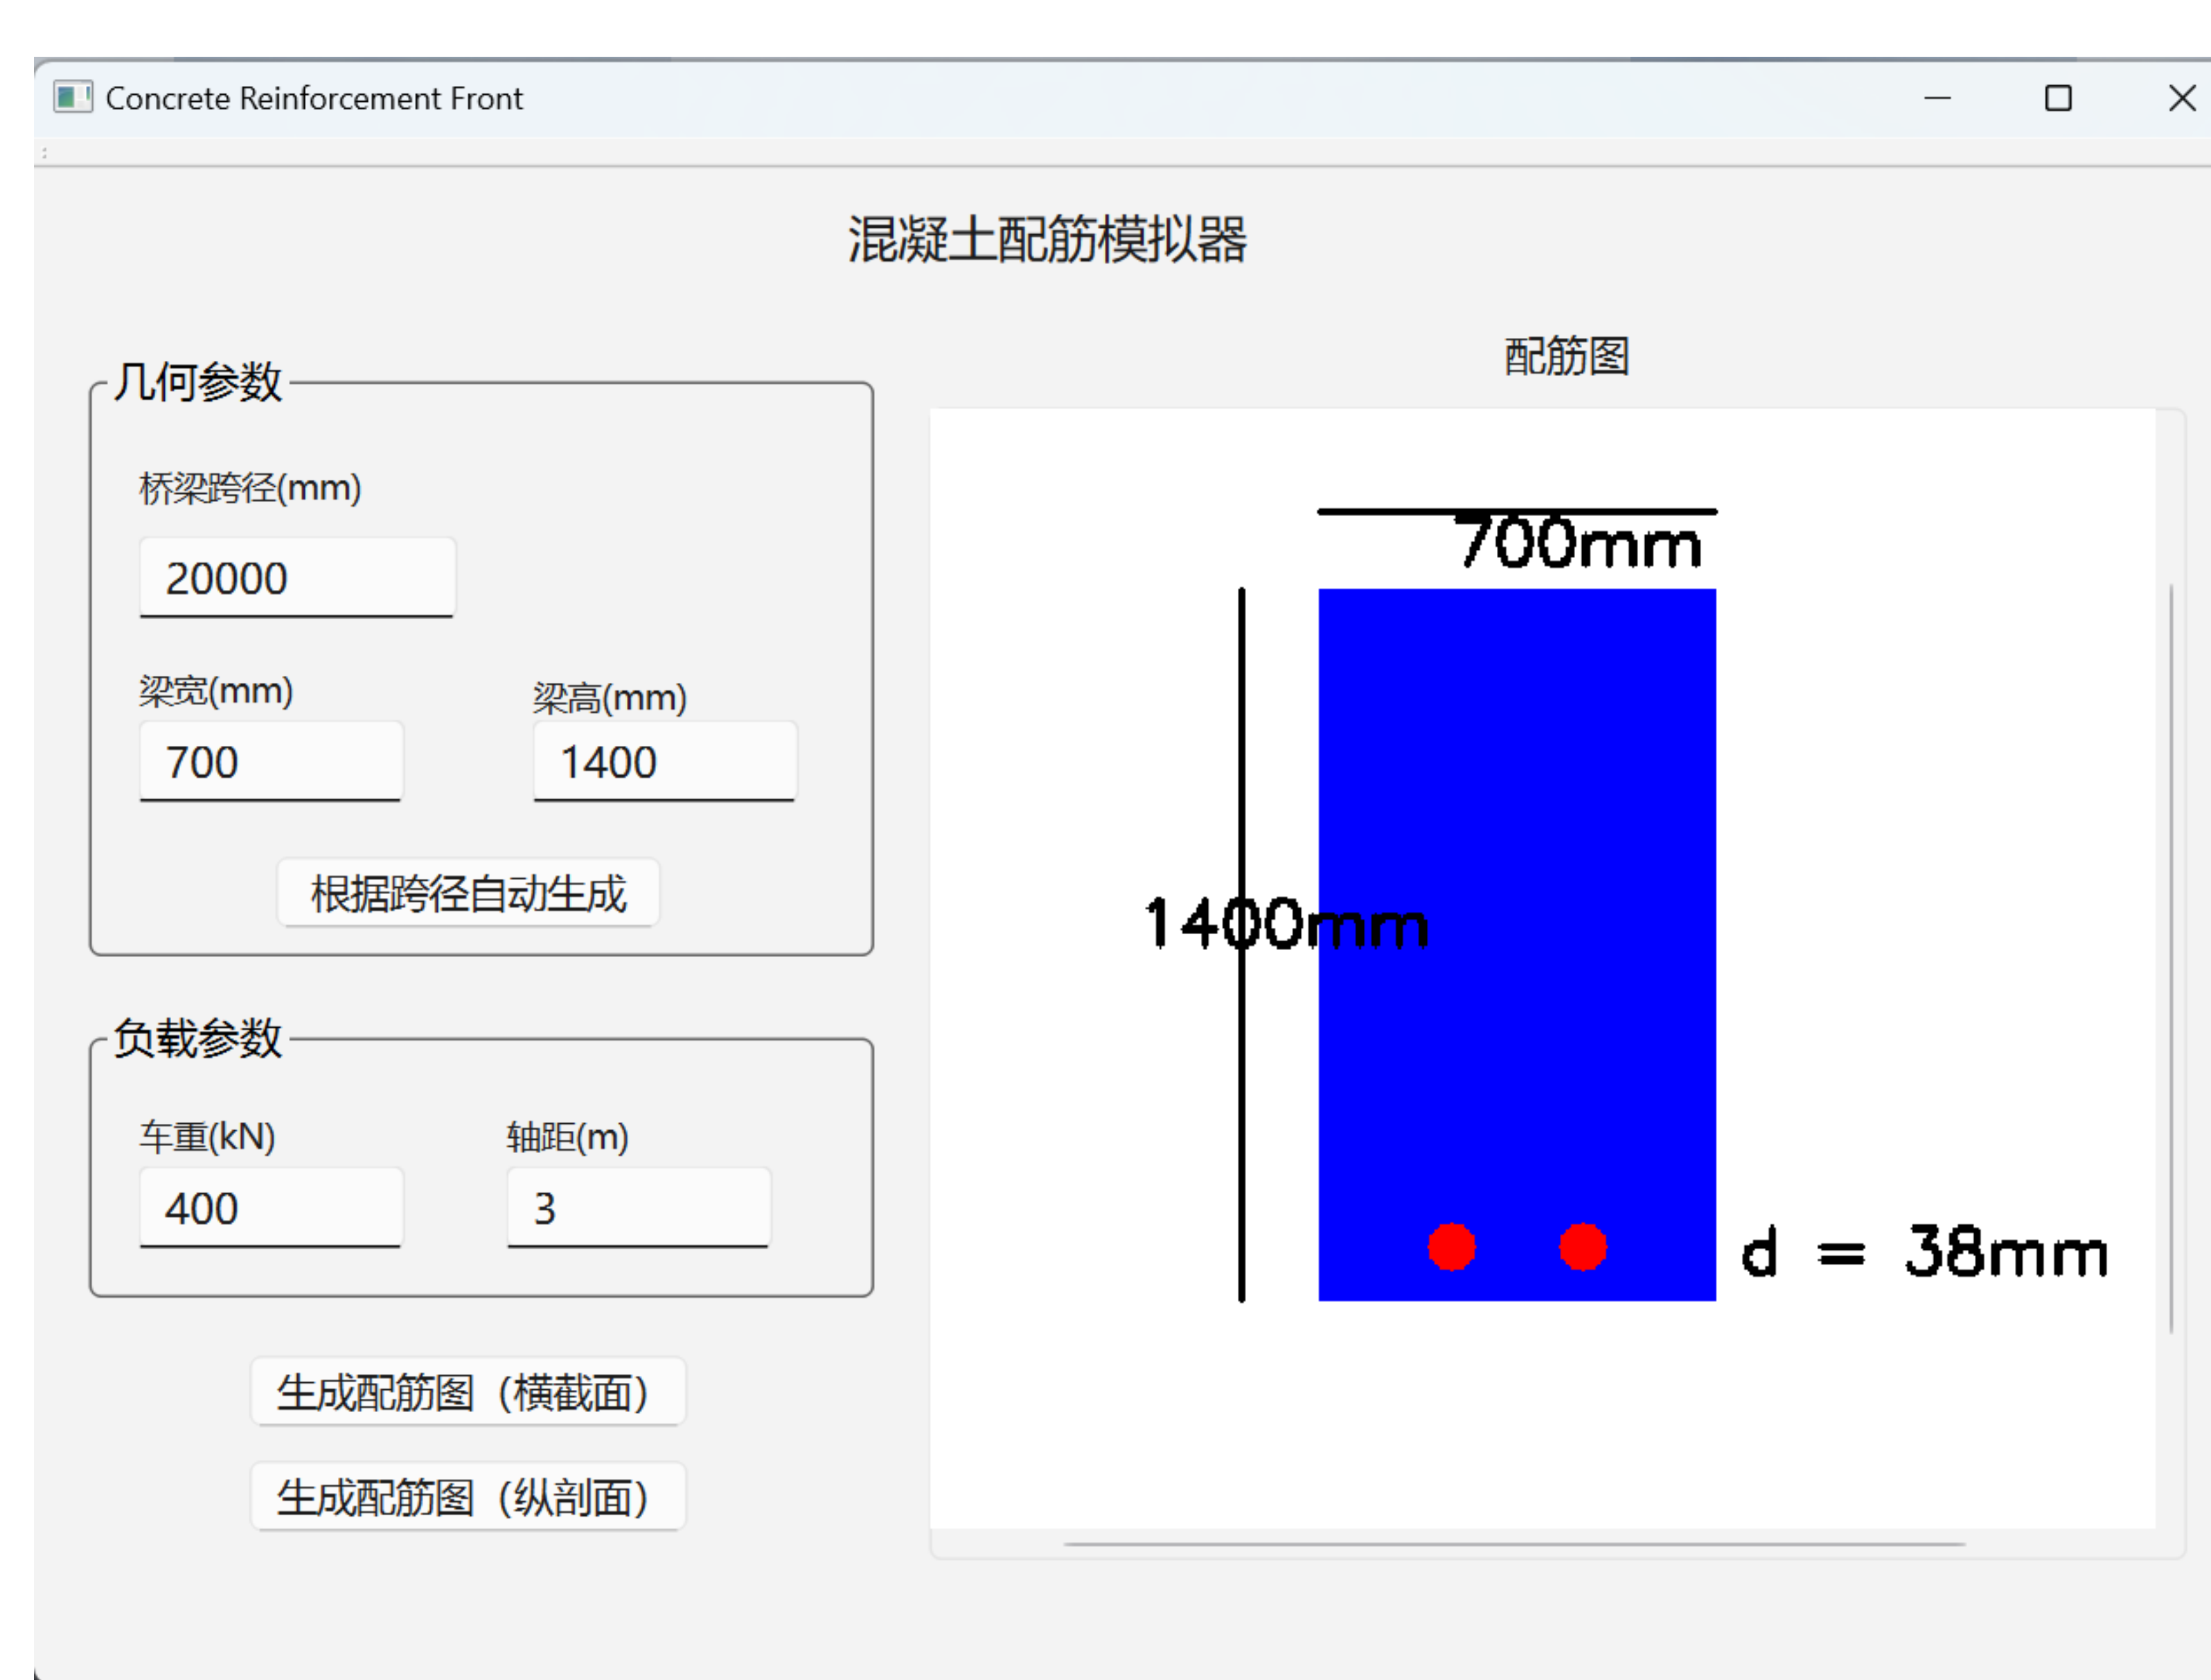 Concrete Reinforcement Front
混凝土配筋模拟器
几何参数
桥梁跨径(mm)
20000
梁宽(mm) 梁高(mm)
700 1400
根据跨径自动生成
负载参数
车重(kN) 轴距(m)
400 3
生成配筋图（横截面）
生成配筋图（纵剖面）
配筋图
700mm
1400mm
d = 38mm